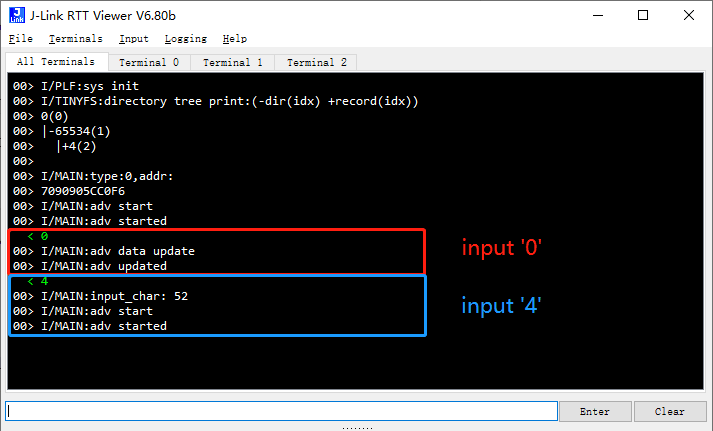 J-Link RTT Viewer V6.80b
File Terminals Input Logging Help
All Terminals Terminal 0 Terminal 1 Terminal 2
00> I/PLF:sys init
00> I/TINYFS:directory tree print:(-dir(idx) +record(idx))
00> 0(0)
00> |-65534(1)
00>   |+4(2)
00>
00> I/MAIN:type:0,addr:
00> 7090905CC0F6
00> I/MAIN:adv start
00> I/MAIN:adv started
< 0
00> I/MAIN:adv data update
00> I/MAIN:adv updated
input '0'
< 4
00> I/MAIN:input_char: 52
00> I/MAIN:adv start
00> I/MAIN:adv started
input '4'
Enter Clear